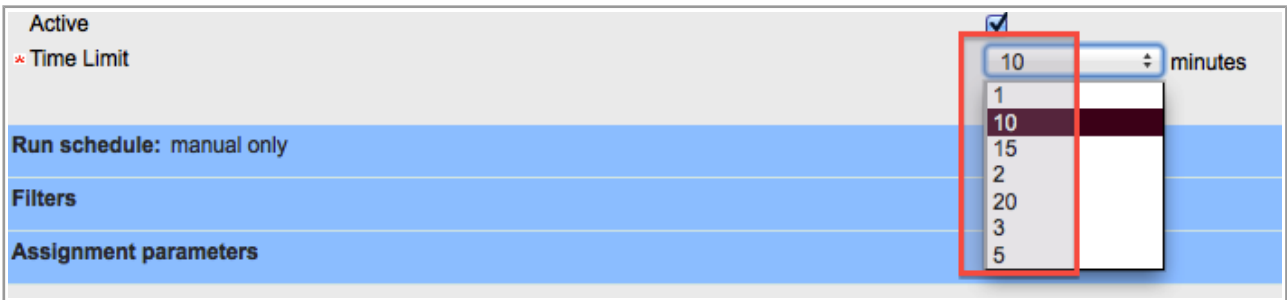 Active
* Time Limit 10 minutes
1
10
15
2
20
3
5
Run schedule: manual only
Filters
Assignment parameters